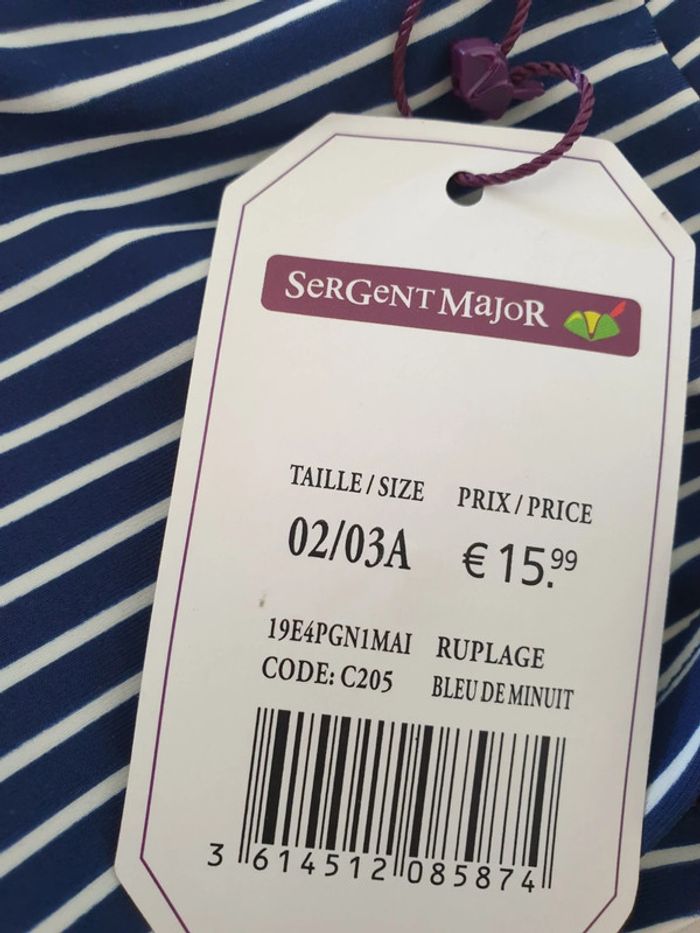 SeRGeNT MajoR
TAILLE / SIZE PRIX / PRICE
02/03A € 15.99
19E4PGN1MAI RUPLAGE
CODE: C205 BLEU DE MINUIT
3 614512 085874